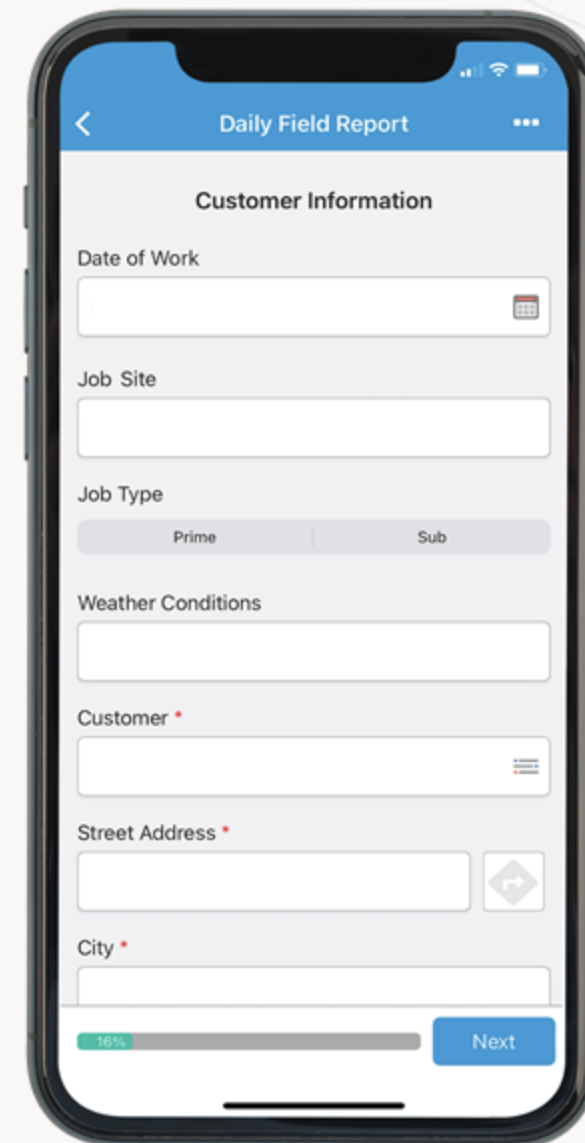 Daily Field Report
Customer Information
Date of Work
Job Site
Job Type
Prime Sub
Weather Conditions
Customer *
Street Address *
City *
16% Next